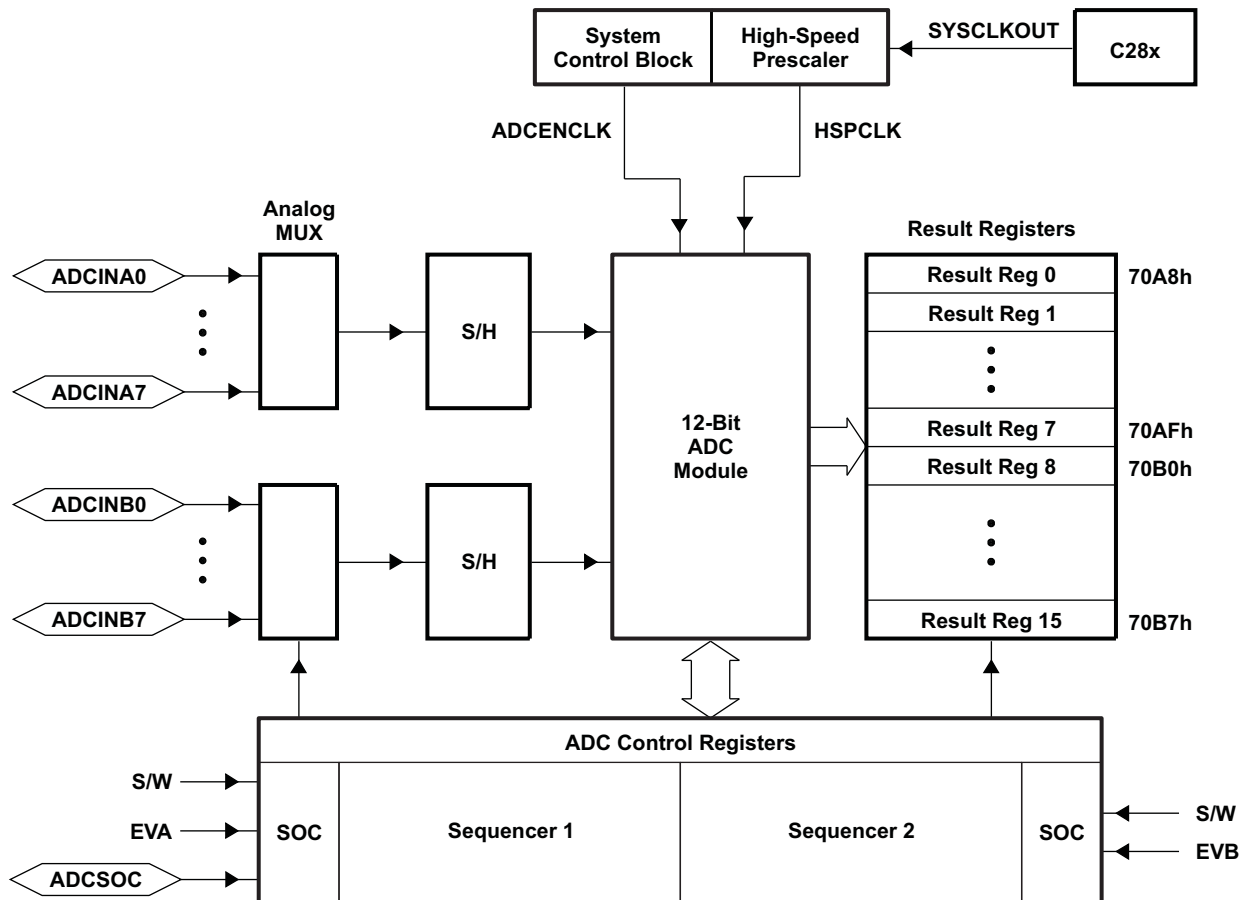 System
Control Block
High-Speed
Prescaler
SYSCLKOUT
C28x
ADCENCLK
HSPCLK
Analog
MUX
Result Registers
ADCINA0
Result Reg 0
70A8h
Result Reg 1
S/H
ADCINA7
12-Bit
ADC
Module
Result Reg 7
70AFh
Result Reg 8
70B0h
ADCINB0
S/H
ADCINB7
Result Reg 15
70B7h
ADC Control Registers
S/W
EVA
ADCSOC
SOC
Sequencer 1
Sequencer 2
SOC
S/W
EVB